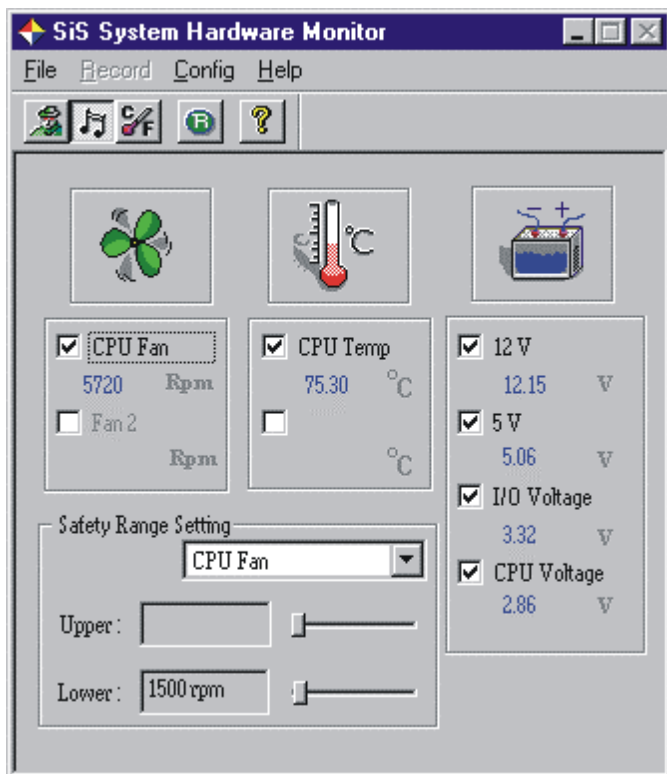 SiS System Hardware Monitor
File Record Config Help
C F R ?
°C
- +
CPU Fan
5720 Rpm
Fan 2
Rpm
CPU Temp
75.30 °C
°C
12 V
12.15 V
5 V
5.06 V
I/O Voltage
3.32 V
CPU Voltage
2.86 V
Safety Range Setting
CPU Fan
Upper :
Lower : 1500 rpm